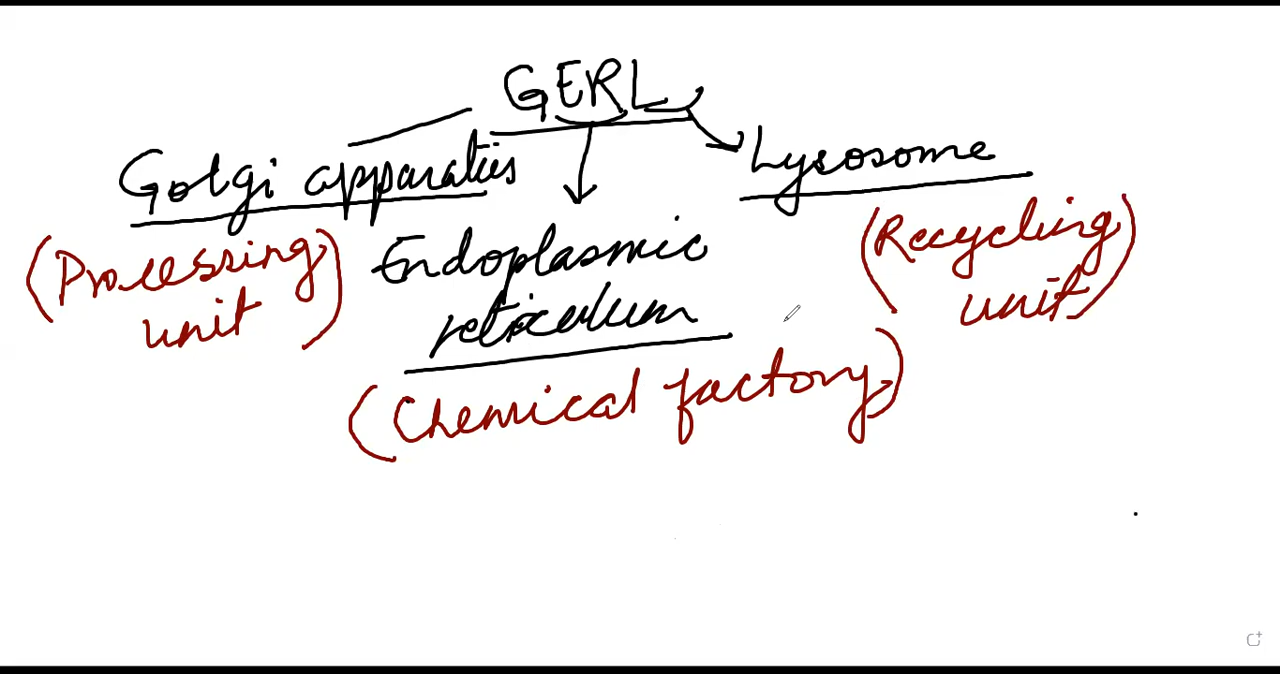 GERL
Golgi apparatus
Lysosome
(Processing
unit)
Endoplasmic
reticulum
(Recycling
unit)
(Chemical factory)